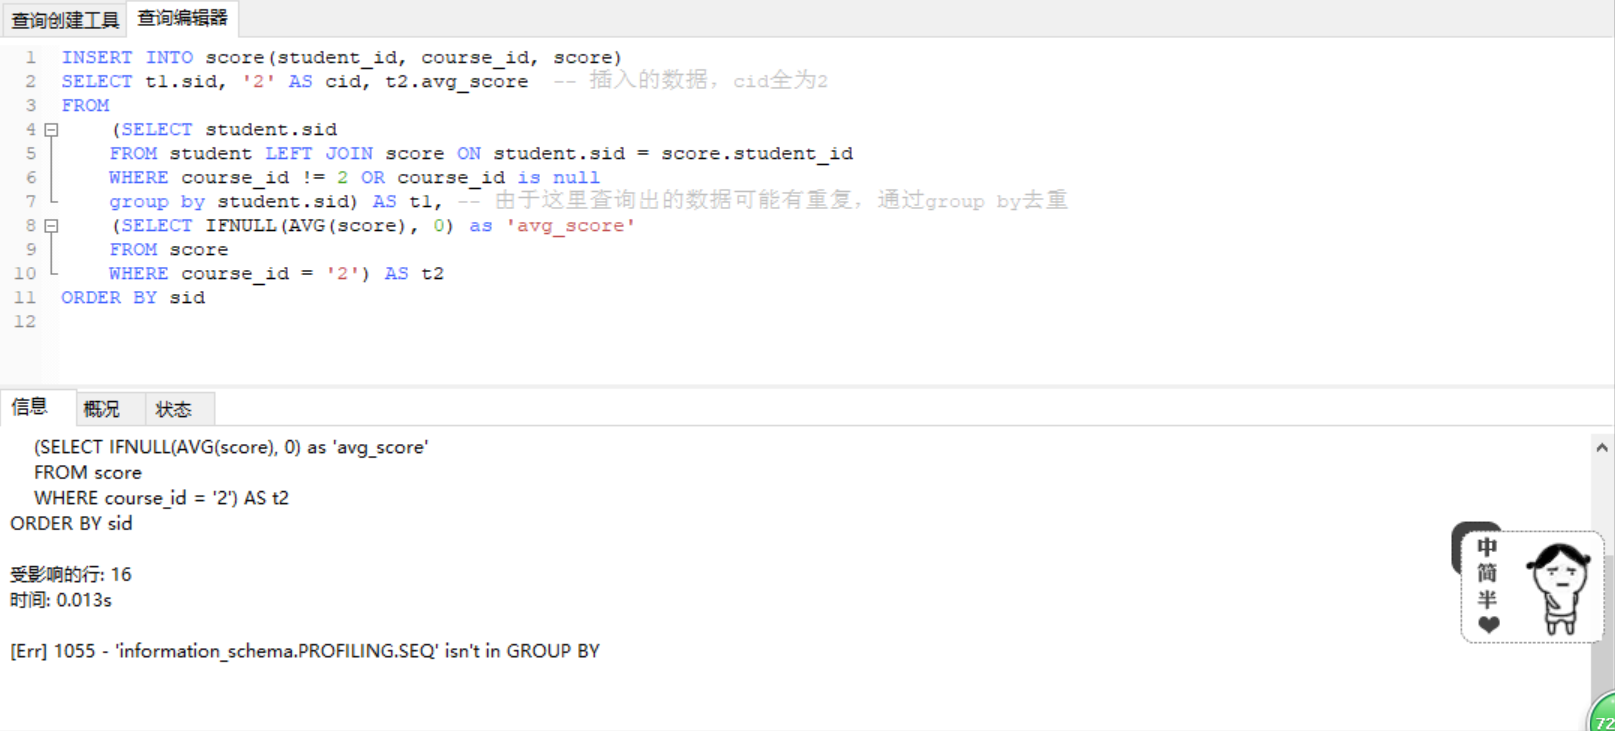 查询创建工具 查询编辑器
1 INSERT INTO score(student_id, course_id, score)
2 SELECT t1.sid, '2' AS cid, t2.avg_score -- 插入的数据，cid全为2
3 FROM
4 (SELECT student.sid
5 FROM student LEFT JOIN score ON student.sid = score.student_id
6 WHERE course_id != 2 OR course_id is null
7 group by student.sid) AS t1, -- 由于这里查询出的数据可能有重复，通过group by去重
8 (SELECT IFNULL(AVG(score), 0) as 'avg_score'
9 FROM score
10 WHERE course_id = '2') AS t2
11 ORDER BY sid
12
信息 概况 状态
(SELECT IFNULL(AVG(score), 0) as 'avg_score'
FROM score
WHERE course_id = '2') AS t2
ORDER BY sid
受影响的行: 16
时间: 0.013s
[Err] 1055 - 'information_schema.PROFILING.SEQ' isn't in GROUP BY
中
简
半
72